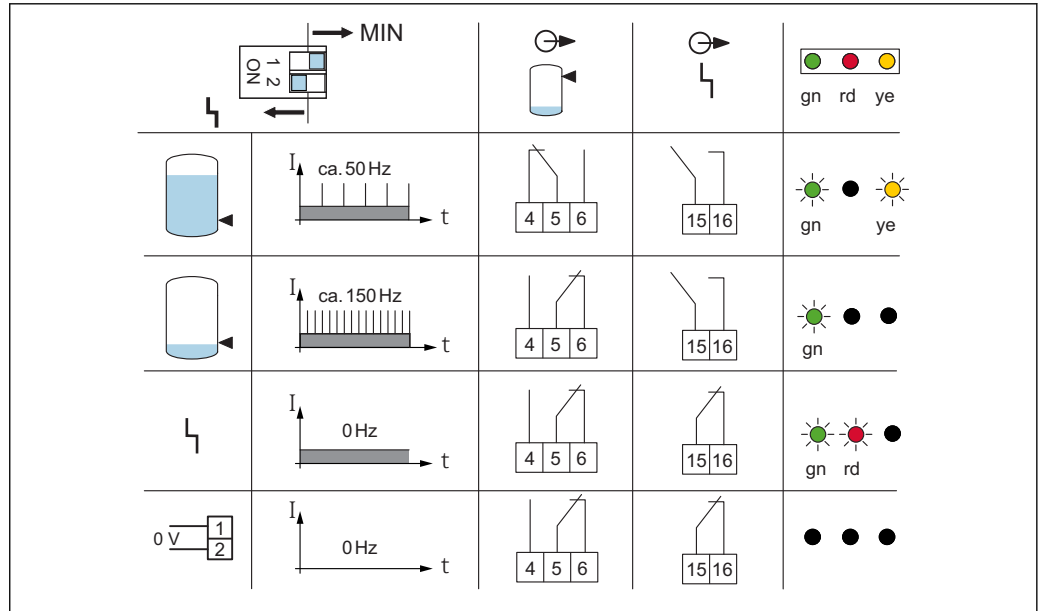 MIN
1 2
ON
gn rd ye
I
ca. 50 Hz
t
4 5 6
15 16
gn ye
I
ca. 150 Hz
t
4 5 6
15 16
gn
I
0 Hz
t
4 5 6
15 16
gn rd
0 V
1
2
I
0 Hz
t
4 5 6
15 16